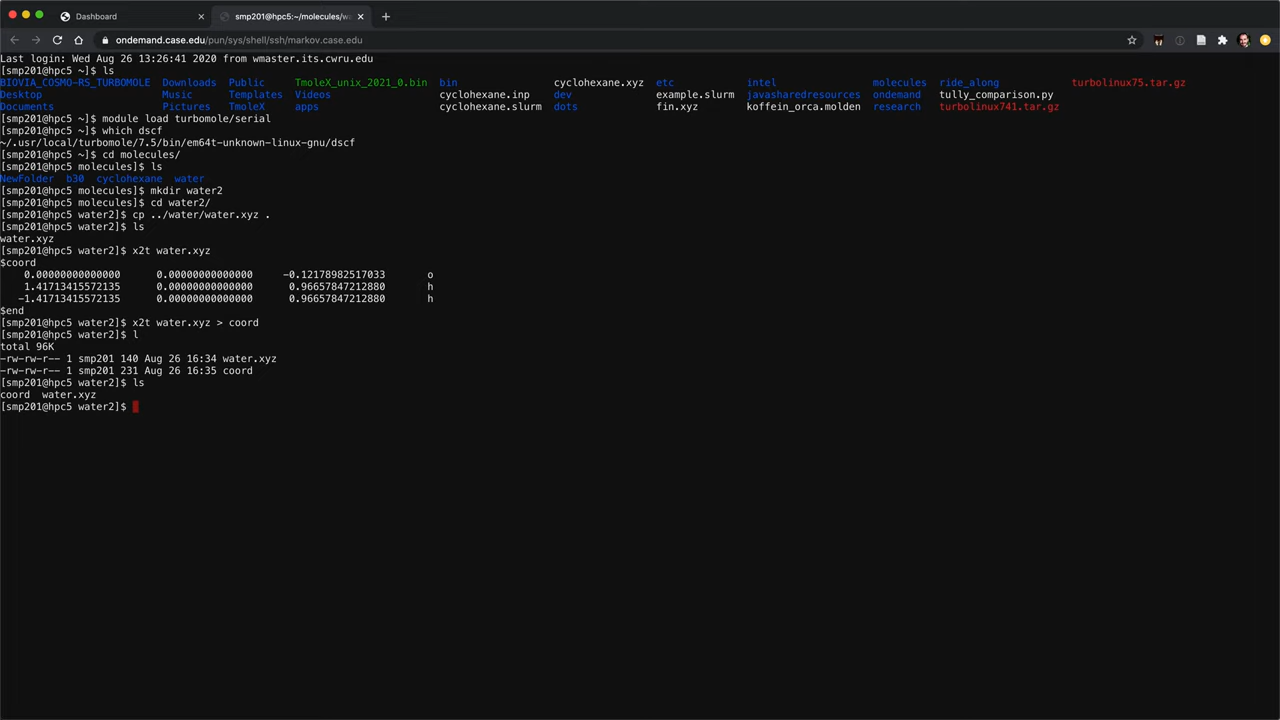 Dashboard
smp201@hpc5:~/molecules/wa
ondemand.case.edu/pun/sys/shell/ssh/markov.case.edu
Last login: Wed Aug 26 13:26:41 2020 from wmaster.its.cwru.edu
[smp201@hpc5 ~]$ ls
BIOVIA_COSMO-RS_TURBOMOLE Downloads Public TmoleX_unix_2021_0.bin bin cyclohexane.xyz etc intel molecules ride_along turbolinux75.tar.gz
Desktop Music Templates Videos cyclohexane.inp dev example.slurm javasharedresources ondemand tully_comparison.py
Documents Pictures TmoleX apps cyclohexane.slurm dots fin.xyz koffein_orca.molden research turbolinux741.tar.gz
[smp201@hpc5 ~]$ module load turbomole/serial
[smp201@hpc5 ~]$ which dscf
~/.usr/local/turbomole/7.5/bin/em64t-unknown-linux-gnu/dscf
[smp201@hpc5 ~]$ cd molecules/
[smp201@hpc5 molecules]$ ls
NewFolder b30 cyclohexane water
[smp201@hpc5 molecules]$ mkdir water2
[smp201@hpc5 molecules]$ cd water2/
[smp201@hpc5 water2]$ cp ../water/water.xyz .
[smp201@hpc5 water2]$ ls
water.xyz
[smp201@hpc5 water2]$ x2t water.xyz
$coord
0.00000000000000 0.00000000000000 -0.12178982517033 o
1.41713415572135 0.00000000000000 0.96657847212880 h
-1.41713415572135 0.00000000000000 0.96657847212880 h
$end
[smp201@hpc5 water2]$ x2t water.xyz > coord
[smp201@hpc5 water2]$ l
total 96K
-rw-rw-r-- 1 smp201 140 Aug 26 16:34 water.xyz
-rw-rw-r-- 1 smp201 231 Aug 26 16:35 coord
[smp201@hpc5 water2]$ ls
coord water.xyz
[smp201@hpc5 water2]$